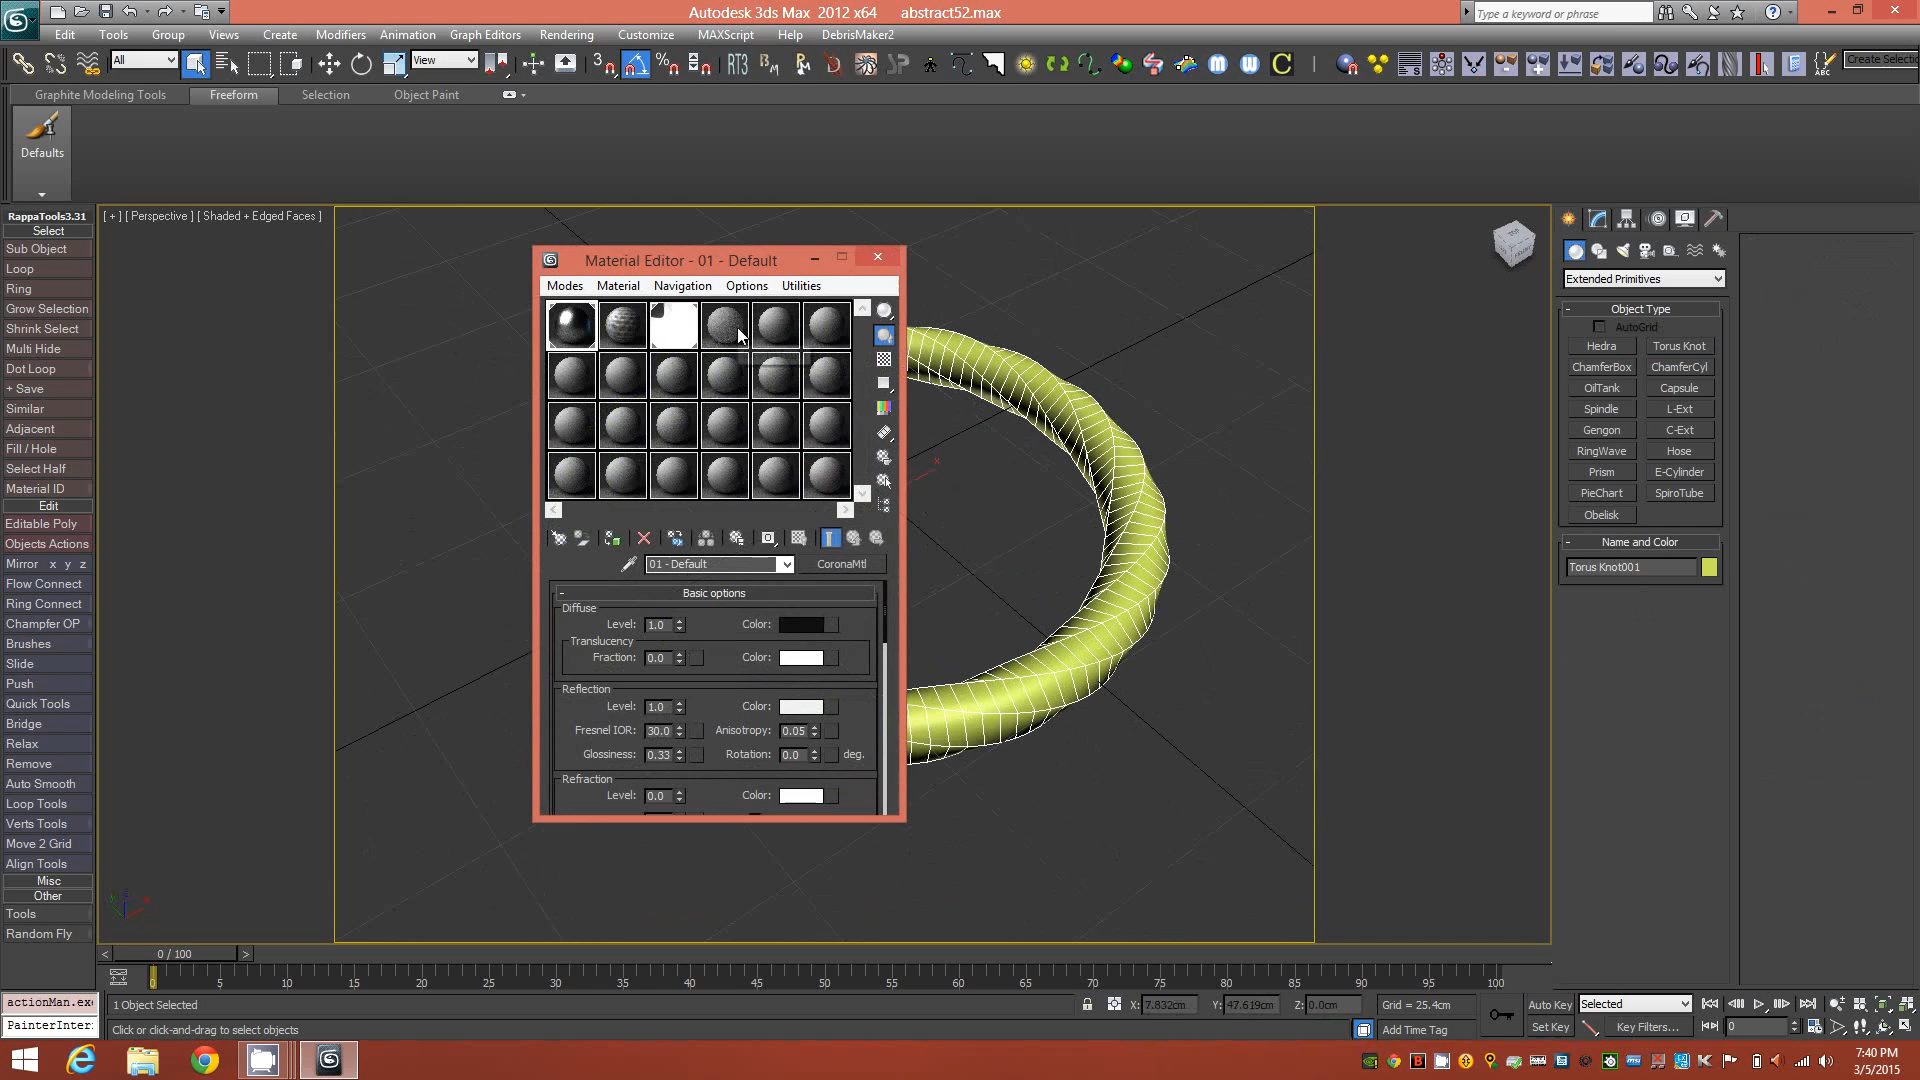 Autodesk 3ds Max 2012 x64 abstract52.max
Type a keyword or phrase
Edit Tools Group Views Create Modifiers Animation Graph Editors Rendering Customize MAXScript Help DebrisMaker2
All View Create Selectio
Graphite Modeling Tools Freeform Selection Object Paint
Defaults
RappaTools3.31
Select
Sub Object
Loop
Ring
Grow Selection
Shrink Select
Multi Hide
Dot Loop
+ Save
Similar
Adjacent
Fill / Hole
Select Half
Material ID
Edit
Editable Poly
Objects Actions
Mirror x y z
Flow Connect
Ring Connect
Champfer OP
Brushes
Slide
Push
Quick Tools
Bridge
Relax
Remove
Auto Smooth
Loop Tools
Verts Tools
Move 2 Grid
Align Tools
Misc
Other
Tools
Random Fly
[ + ] [ Perspective ] [ Shaded + Edged Faces ]
Material Editor - 01 - Default
Modes Material Navigation Options Utilities
01 - Default CoronaMtl
Basic options
Diffuse
Level: 1.0 Color:
Translucency
Fraction: 0.0 Color:
Reflection
Level: 1.0 Color:
Fresnel IOR: 30.0 Anisotropy: 0.05
Glossiness: 0.33 Rotation: 0.0 deg.
Refraction
Level: 0.0 Color:
Extended Primitives
Object Type
AutoGrid
Hedra Torus Knot
ChamferBox ChamferCyl
OilTank Capsule
Spindle L-Ext
Gengon C-Ext
RingWave Hose
Prism E-Cylinder
PieChart SpiroTube
Obelisk
Name and Color
Torus Knot001
0 / 100
0 5 10 15 20 25 30 35 40 45 50 55 60 65 70 75 80 85 90 95 100
actionMan.exe
PainterInter:
1 Object Selected
X: 7.832cm Y: 47.619cm Z: 0.0cm Grid = 25.4cm
Auto Key Selected
Click or click-and-drag to select objects
Add Time Tag
Set Key Key Filters... 0
7:40 PM
3/5/2015